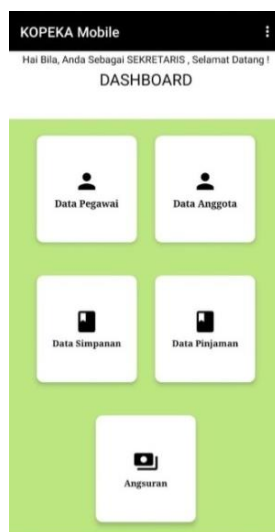 KOPEKA Mobile
Hai Bila, Anda Sebagai SEKRETARIS , Selamat Datang !
DASHBOARD
Data Pegawai
Data Anggota
Data Simpanan
Data Pinjaman
Angsuran